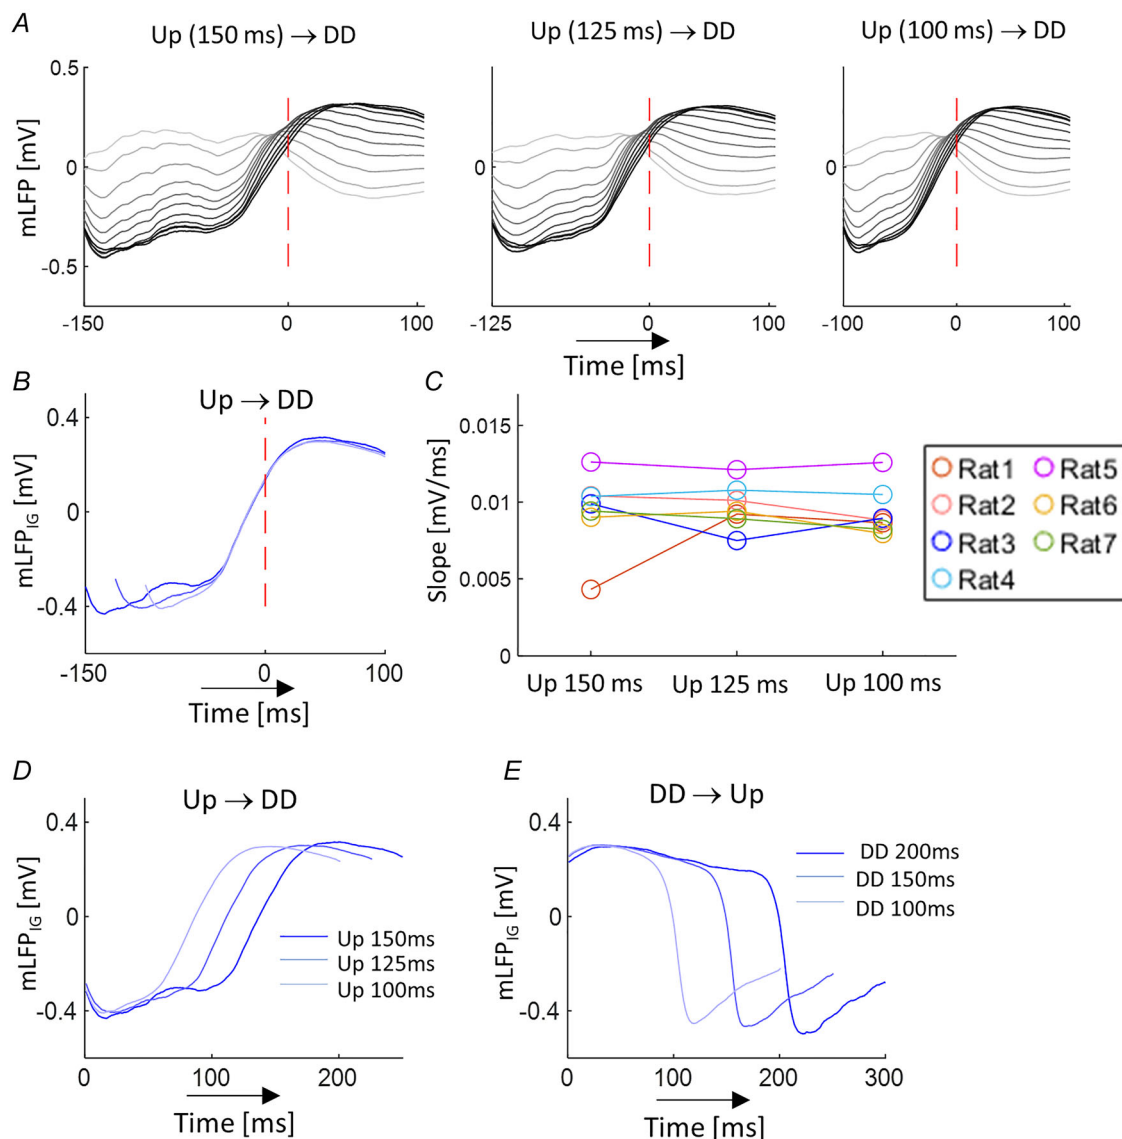 A
Up (150 ms) → DD
Up (125 ms) → DD
Up (100 ms) → DD
mLFP [mV]
0.5
0
-0.5
-150
0
100
0
-125
0
100
0
-100
0
100
Time [ms]
B
Up → DD
mLFP_IG [mV]
0.4
0
-0.4
-150
0
100
Time [ms]
C
Slope [mV/ms]
0.015
0.010
0.005
0
Up 150 ms
Up 125 ms
Up 100 ms
Rat1
Rat5
Rat2
Rat6
Rat3
Rat7
Rat4
D
Up → DD
mLFP_IG [mV]
0.4
0
-0.4
Up 150ms
Up 125ms
Up 100ms
0
100
200
Time [ms]
E
DD → Up
mLFP_IG [mV]
0.4
0
-0.4
DD 200ms
DD 150ms
DD 100ms
0
100
200
300
Time [ms]